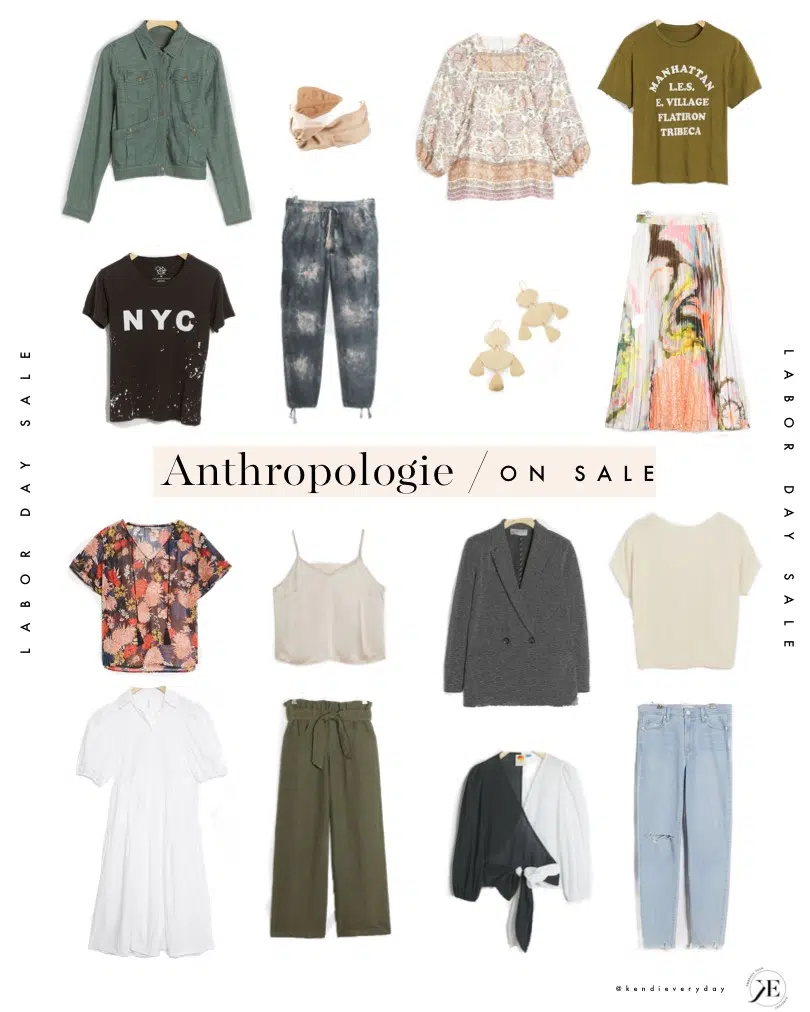 MANHATTAN
L.E.S.
E. VILLAGE
FLATIRON
TRIBECA
NYC
LABOR DAY SALE
LABOR DAY SALE
Anthropologie / ON SALE
@kendieveryday
KE